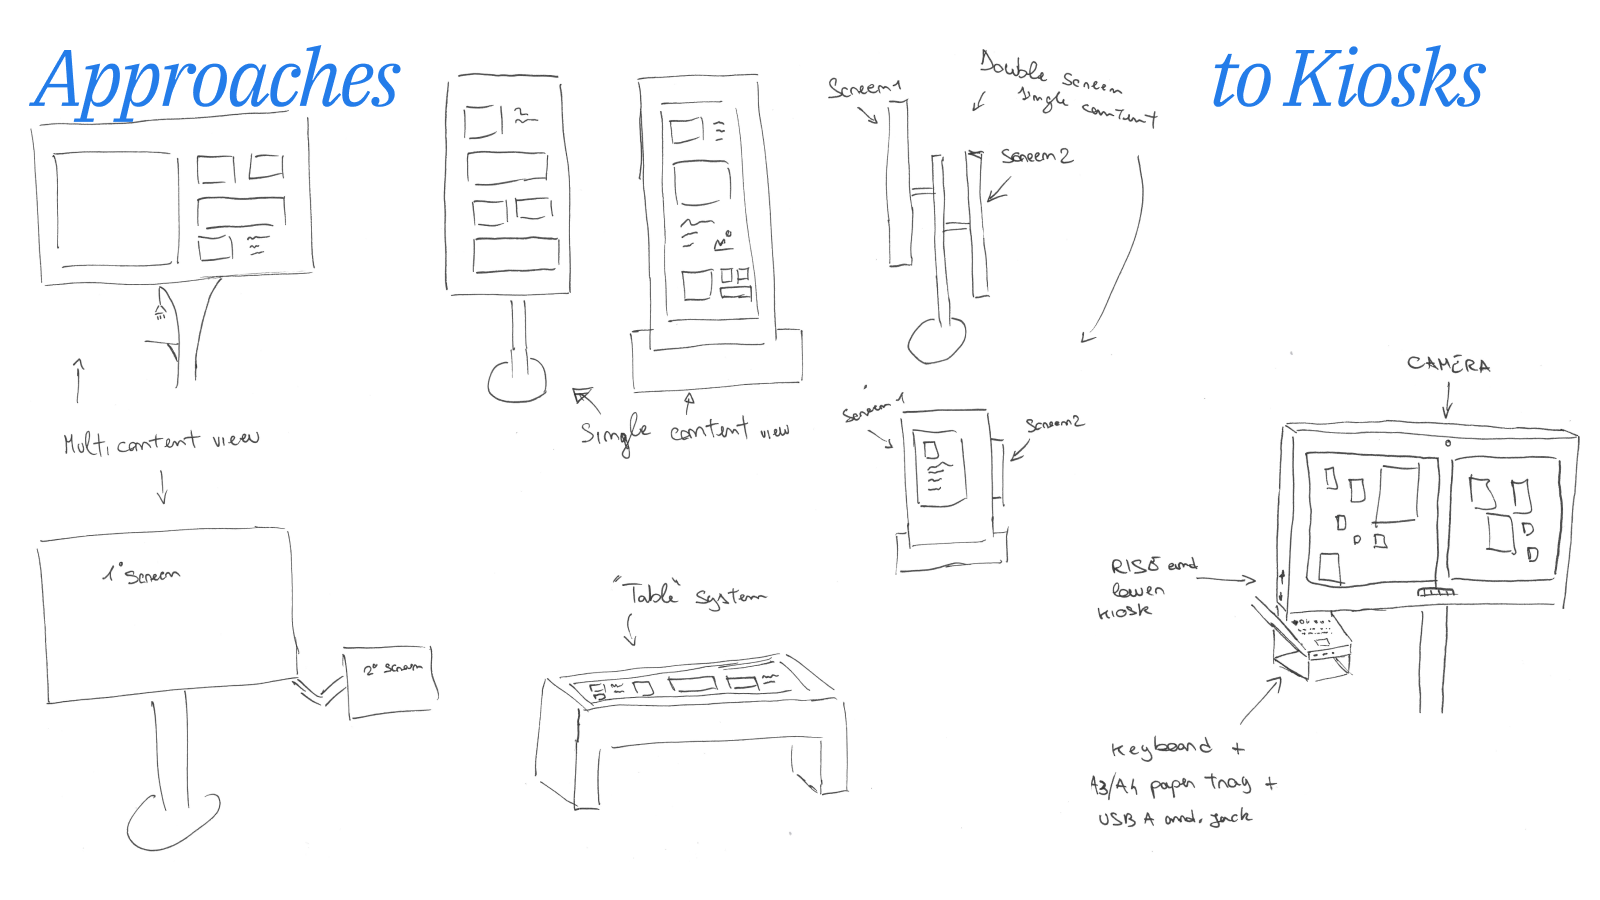 Approaches to Kiosks
Screen 1
Double screen
single content
Screen 2
Multi content view
Single content view
Screen 1
Screen 2
CAMERA
1° Screen
2° Screen
"Table" system
RISE and
lower
KIOSK
Keyboard +
A3/A4 paper tray +
USB A and. jack